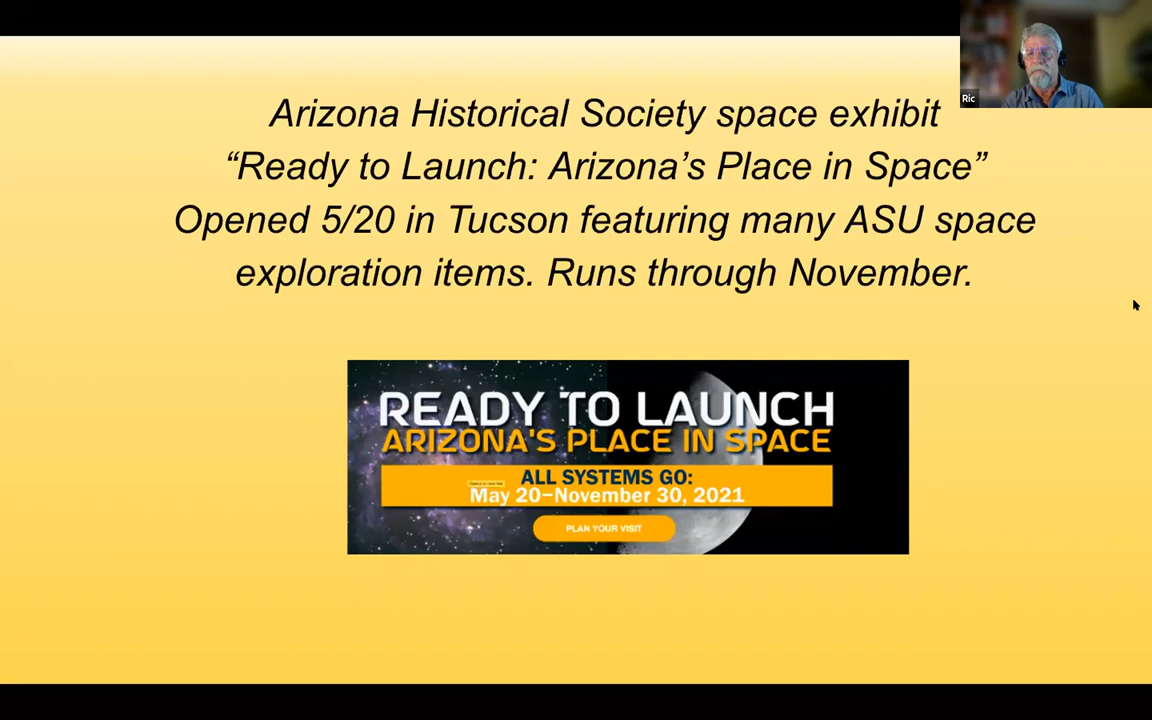 Ric
Arizona Historical Society space exhibit
“Ready to Launch: Arizona’s Place in Space”
Opened 5/20 in Tucson featuring many ASU space
exploration items. Runs through November.
READY TO LAUNCH
ARIZONA'S PLACE IN SPACE
ALL SYSTEMS GO:
May 20–November 30, 2021
PLAN YOUR VISIT